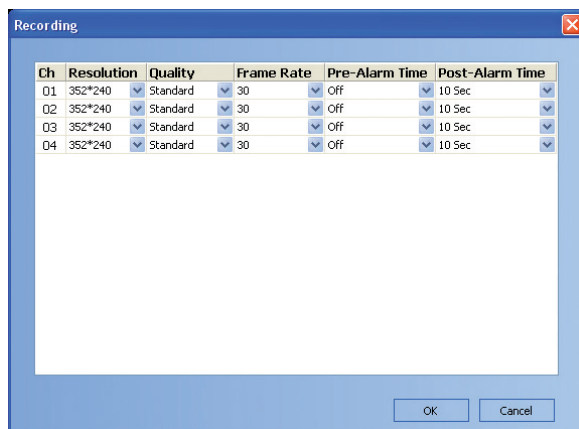 Recording
Ch Resolution Quality Frame Rate Pre-Alarm Time Post-Alarm Time
01 352*240 Standard 30 Off 10 Sec
02 352*240 Standard 30 Off 10 Sec
03 352*240 Standard 30 Off 10 Sec
04 352*240 Standard 30 Off 10 Sec
OK Cancel